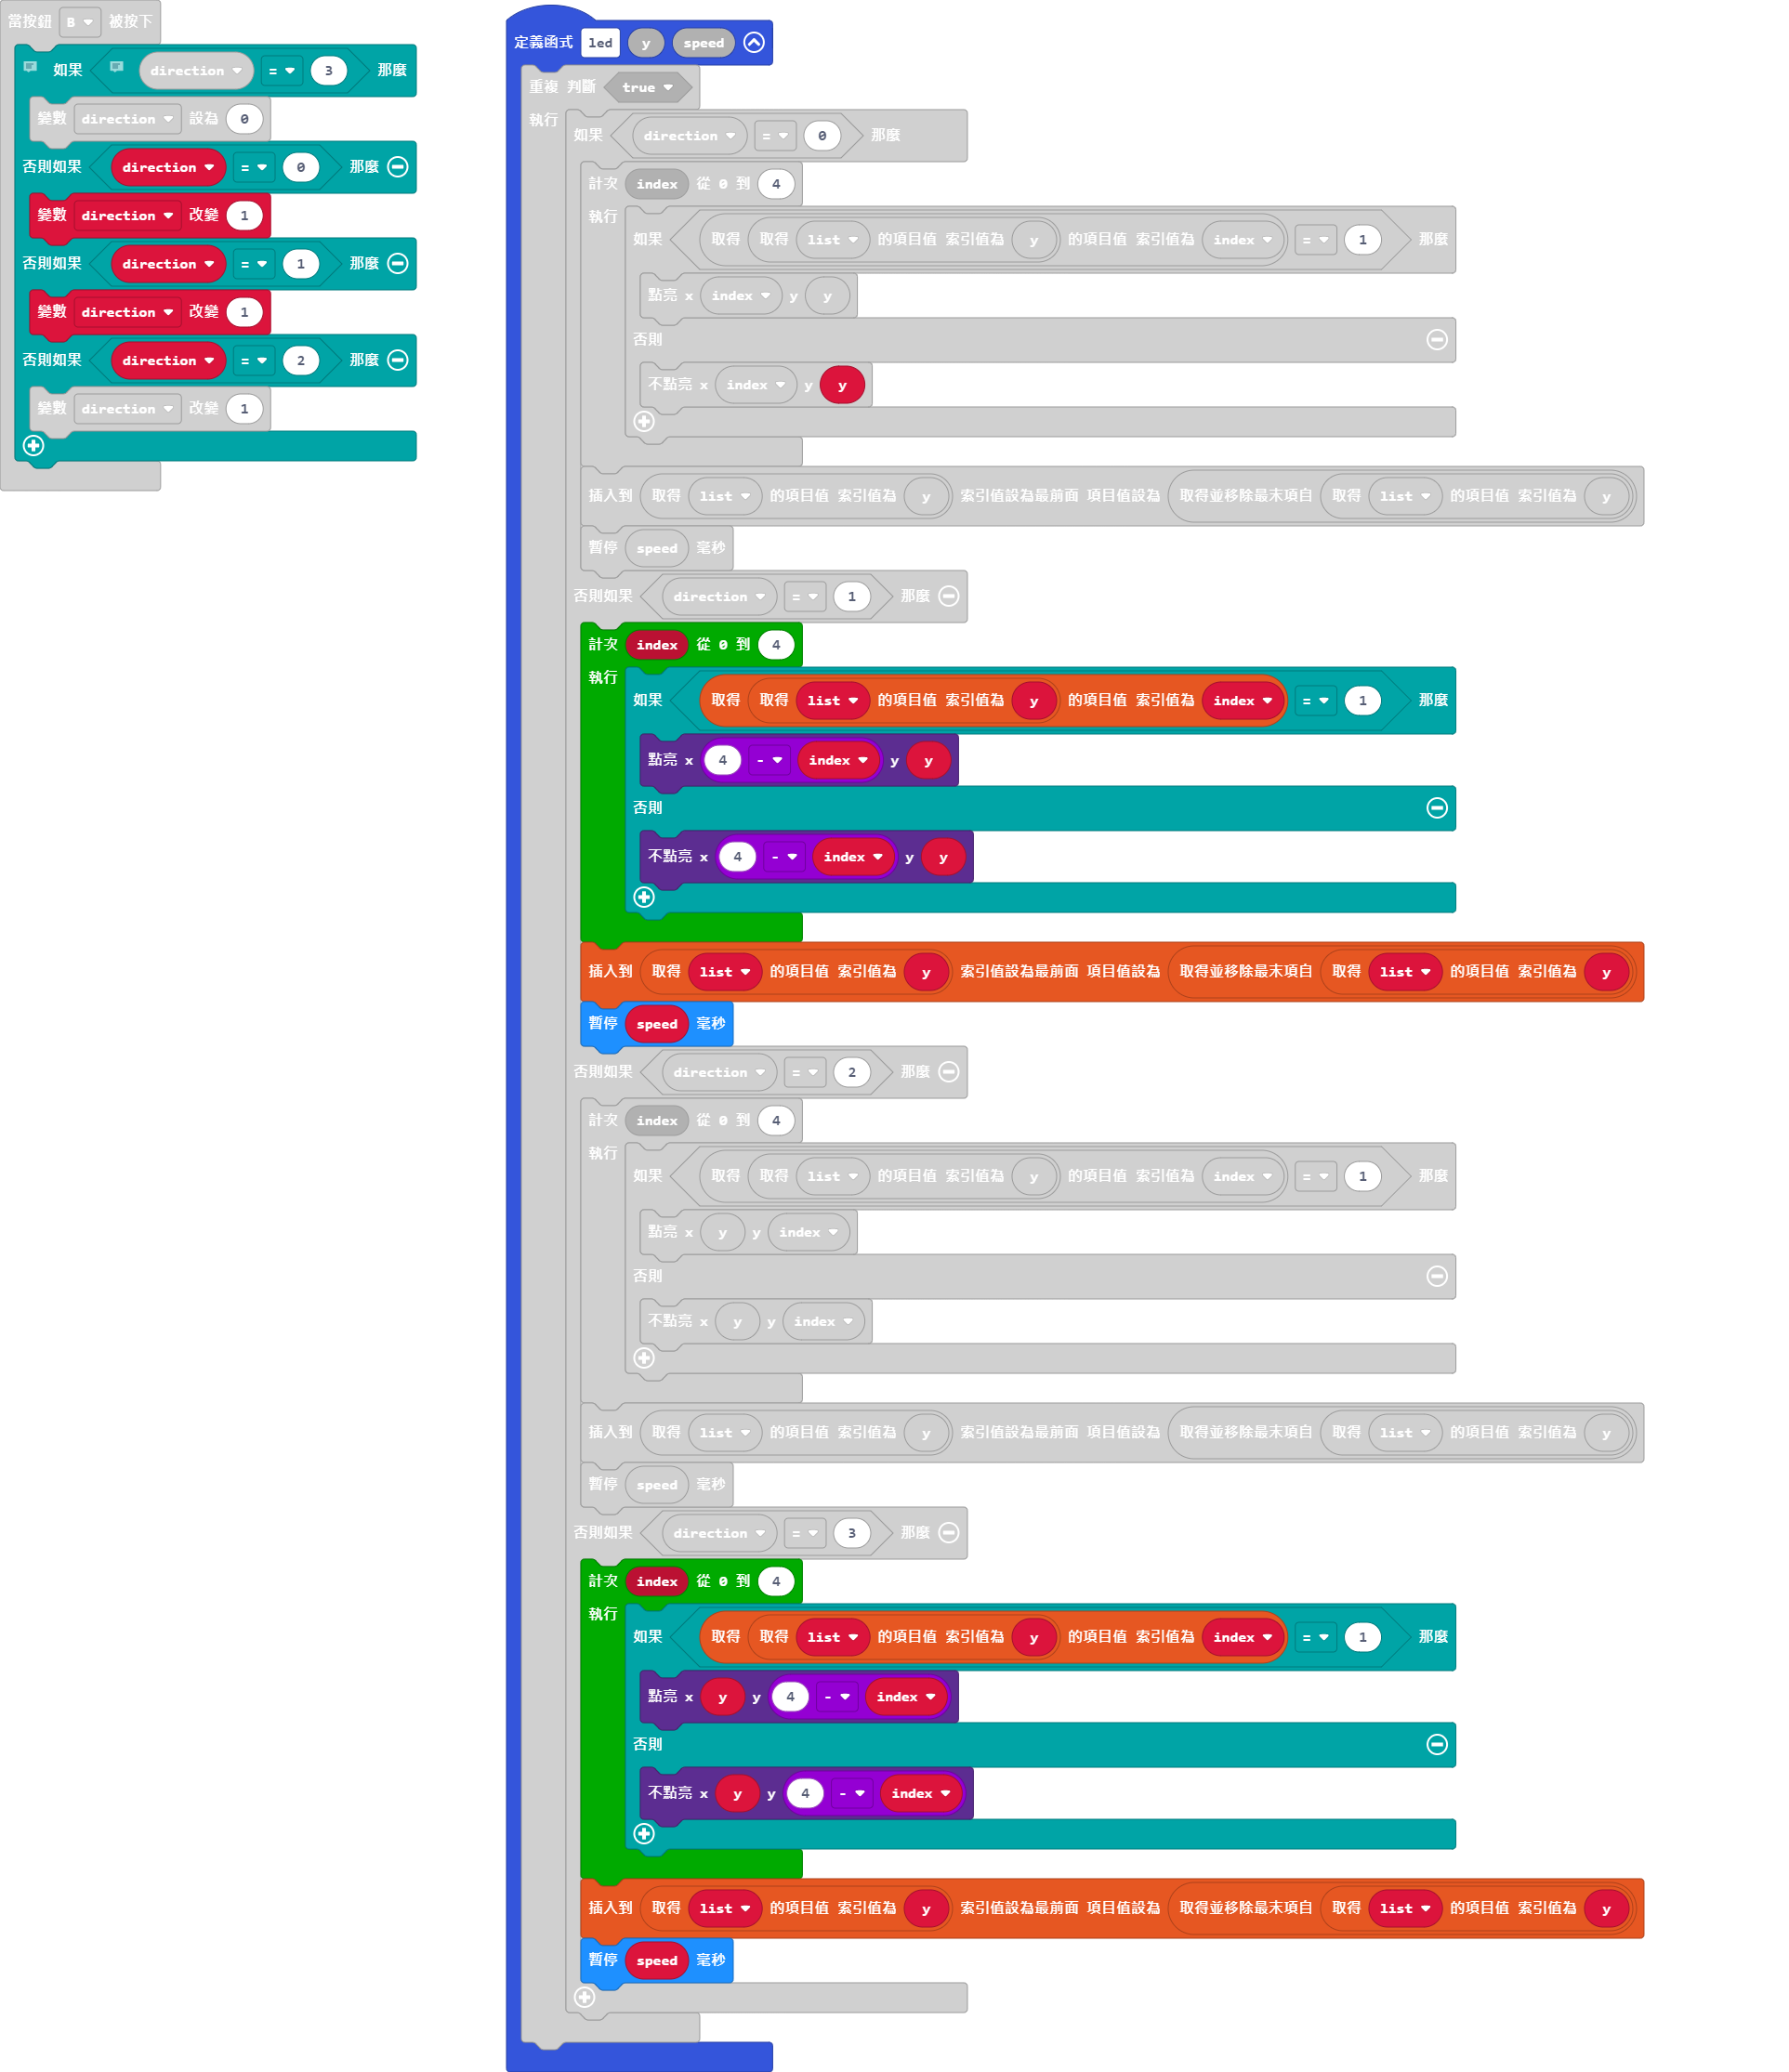 當按鈕 B 被按下
如果 direction = 3 那麼
變數 direction 設為 0
否則如果 direction = 0 那麼
變數 direction 改變 1
否則如果 direction = 1 那麼
變數 direction 改變 1
否則如果 direction = 2 那麼
變數 direction 改變 1
定義函式 led y speed
重複 判斷 true
執行
如果 direction = 0 那麼
計次 index 從 0 到 4
執行
如果 取得 取得 list 的項目值 索引值為 y 的項目值 索引值為 index = 1 那麼
點亮 x index y y
否則
不點亮 x index y y
插入到 取得 list 的項目值 索引值為 y 索引值設為最前面 項目值設為 取得並移除最末項自 取得 list 的項目值 索引值為 y
暫停 speed 毫秒
否則如果 direction = 1 那麼
計次 index 從 0 到 4
執行
如果 取得 取得 list 的項目值 索引值為 y 的項目值 索引值為 index = 1 那麼
點亮 x 4 - index y y
否則
不點亮 x 4 - index y y
插入到 取得 list 的項目值 索引值為 y 索引值設為最前面 項目值設為 取得並移除最末項自 取得 list 的項目值 索引值為 y
暫停 speed 毫秒
否則如果 direction = 2 那麼
計次 index 從 0 到 4
執行
如果 取得 取得 list 的項目值 索引值為 y 的項目值 索引值為 index = 1 那麼
點亮 x y y index
否則
不點亮 x y y index
插入到 取得 list 的項目值 索引值為 y 索引值設為最前面 項目值設為 取得並移除最末項自 取得 list 的項目值 索引值為 y
暫停 speed 毫秒
否則如果 direction = 3 那麼
計次 index 從 0 到 4
執行
如果 取得 取得 list 的項目值 索引值為 y 的項目值 索引值為 index = 1 那麼
點亮 x y y 4 - index
否則
不點亮 x y y 4 - index
插入到 取得 list 的項目值 索引值為 y 索引值設為最前面 項目值設為 取得並移除最末項自 取得 list 的項目值 索引值為 y
暫停 speed 毫秒